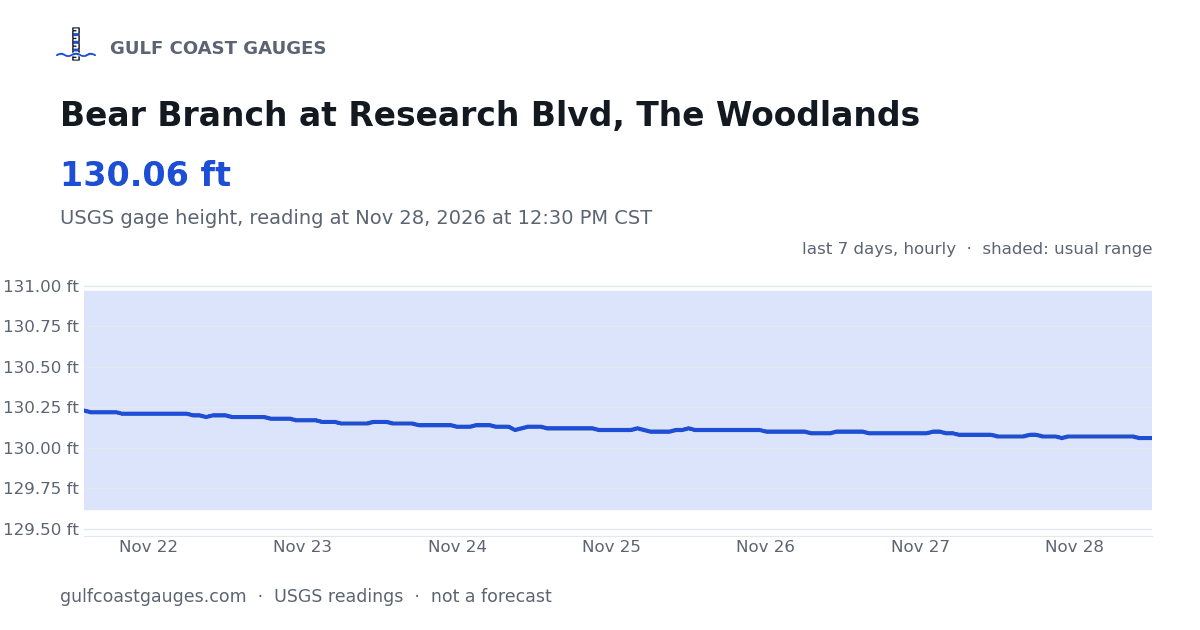 GULF COAST GAUGES
Bear Branch at Research Blvd, The Woodlands
130.06 ft
USGS gage height, reading at Nov 28, 2026 at 12:30 PM CST
last 7 days, hourly · shaded: usual range
131.00 ft
130.75 ft
130.50 ft
130.25 ft
130.00 ft
129.75 ft
129.50 ft
Nov 22 Nov 23 Nov 24 Nov 25 Nov 26 Nov 27 Nov 28
gulfcoastgauges.com · USGS readings · not a forecast